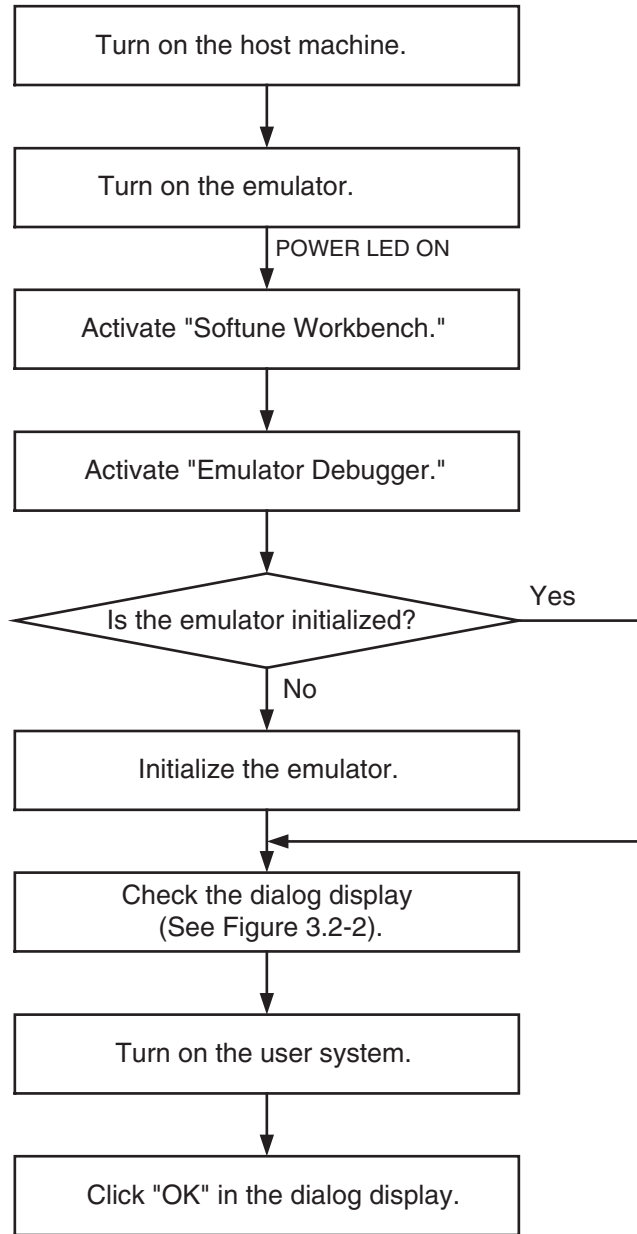 Turn on the host machine.
Turn on the emulator.
POWER LED ON
Activate "Softune Workbench."
Activate "Emulator Debugger."
Is the emulator initialized?
Yes
No
Initialize the emulator.
Check the dialog display
(See Figure 3.2-2).
Turn on the user system.
Click "OK" in the dialog display.